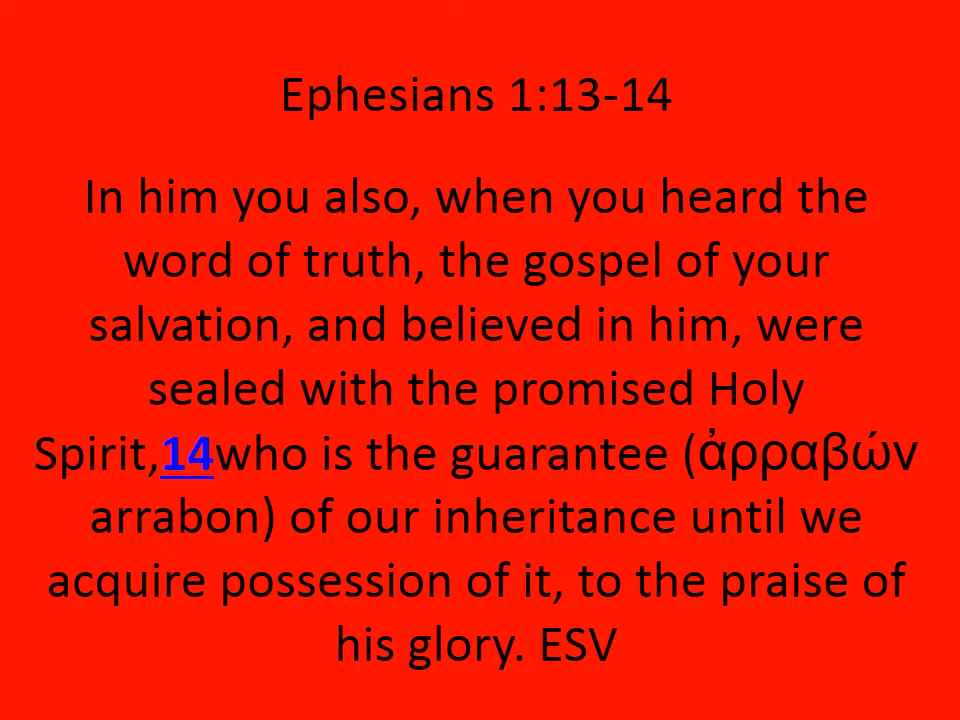 Ephesians 1:13-14
In him you also, when you heard the
word of truth, the gospel of your
salvation, and believed in him, were
sealed with the promised Holy
Spirit,14who is the guarantee (ἀρραβών
arrabon) of our inheritance until we
acquire possession of it, to the praise of
his glory. ESV